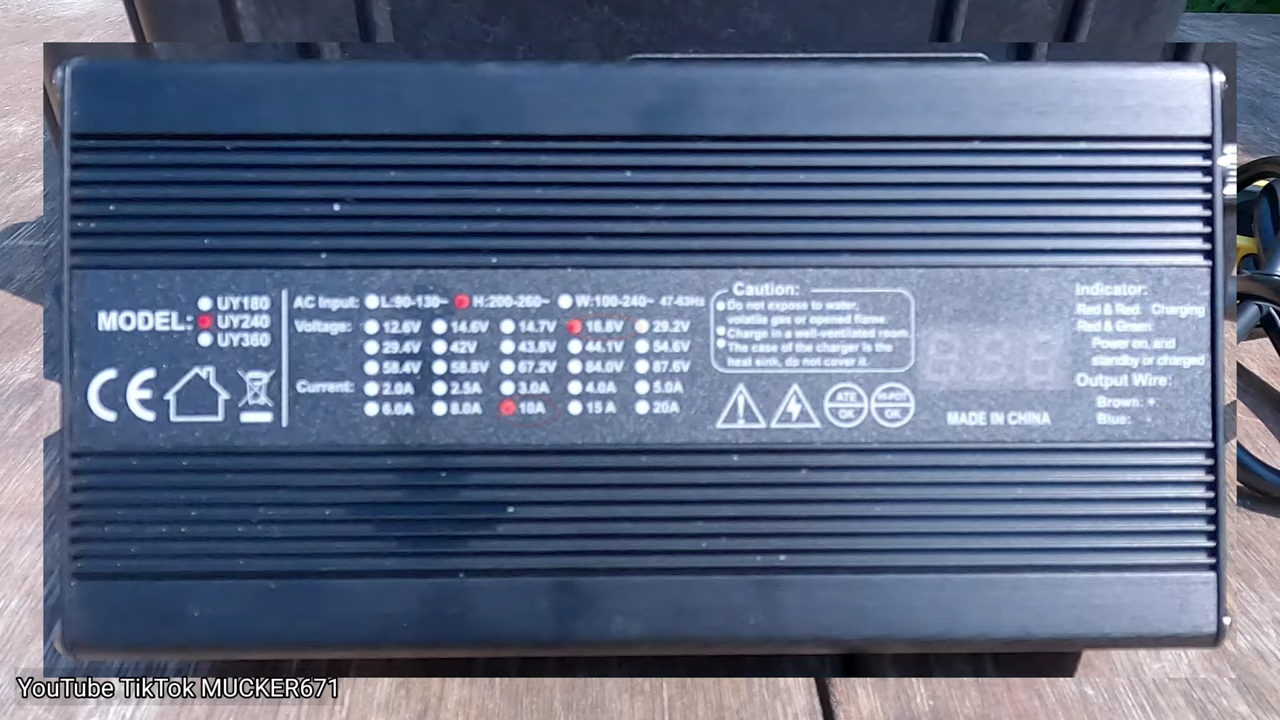 MODEL:
UY180
UY240
UY360
AC Input: L:90-130~ H:200-260~ W:100-240~ 47-63Hz
Voltage: 12.6V 14.6V 14.7V 16.8V 29.2V
29.4V 42V 43.8V 44.1V 54.6V
58.4V 58.8V 67.2V 84.0V 87.6V
Current: 2.0A 2.5A 3.0A 4.0A 5.0A
6.0A 8.0A 10A 15A 20A
Caution:
Do not expose to water,
volatile gas or opened flame.
Charge in a well-ventilated room
The case of the charger is the
heat sink, do not cover it.
CE
ATE
OK
HI-POT
OK
MADE IN CHINA
Indicator:
Red & Red: Charging
Red & Green:
Power on, and
standby or charged
Output Wire:
Brown: +
Blue: -
YouTube TikTok MUCKER671